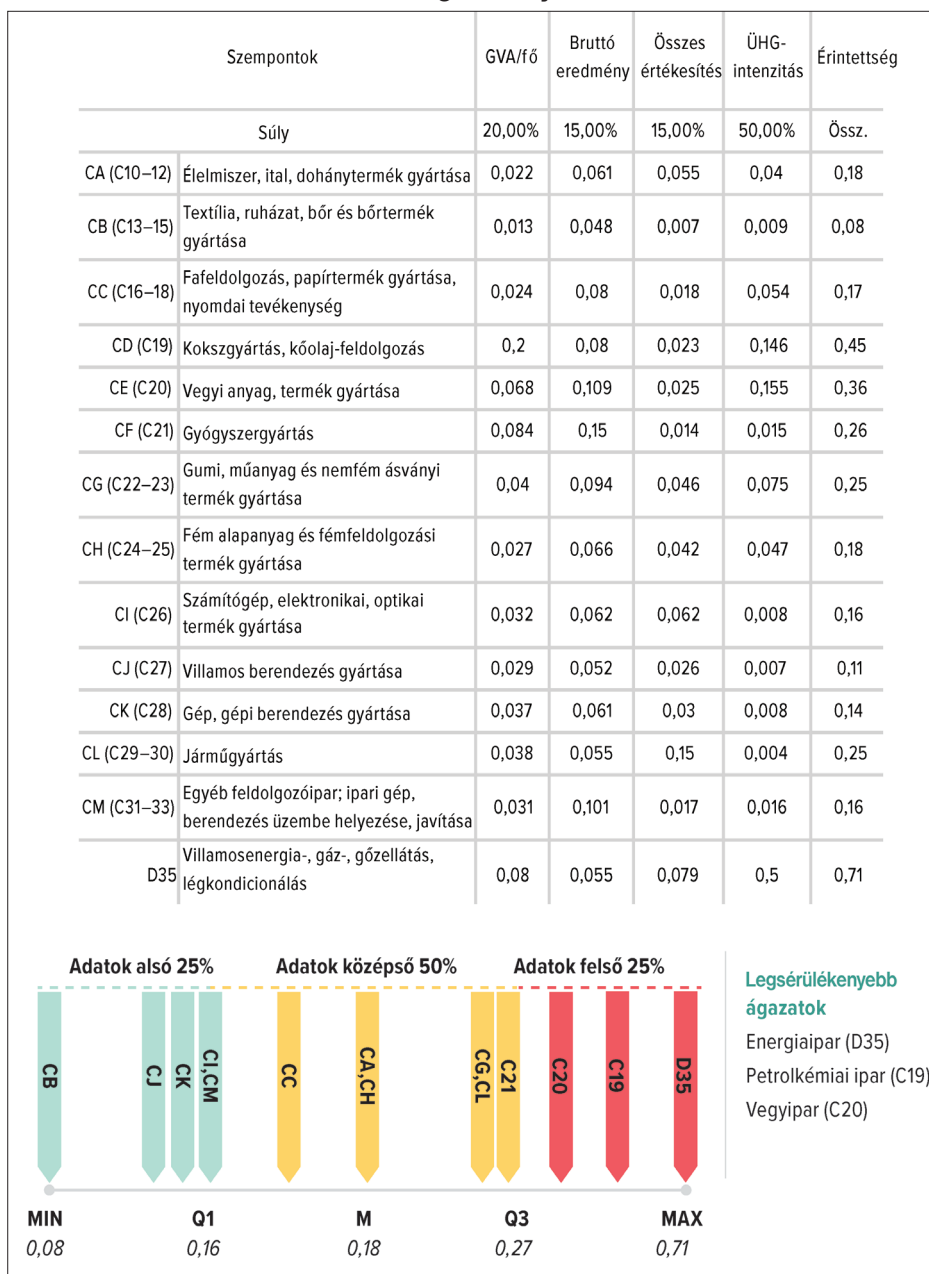 Szempontok GVA/fő Bruttó eredmény Összes értékesítés ÜHG-intenzitás Érintettség
Súly 20,00% 15,00% 15,00% 50,00% Össz.
CA (C10–12) Élelmiszer, ital, dohánytermék gyártása 0,022 0,061 0,055 0,04 0,18
CB (C13–15) Textília, ruházat, bőr és bőrtermék gyártása 0,013 0,048 0,007 0,009 0,08
CC (C16–18) Fafeldolgozás, papírtermék gyártása, nyomdai tevékenység 0,024 0,08 0,018 0,054 0,17
CD (C19) Kokszgyártás, kőolaj-feldolgozás 0,2 0,08 0,023 0,146 0,45
CE (C20) Vegyi anyag, termék gyártása 0,068 0,109 0,025 0,155 0,36
CF (C21) Gyógyszergyártás 0,084 0,15 0,014 0,015 0,26
CG (C22–23) Gumi, műanyag és nemfém ásványi termék gyártása 0,04 0,094 0,046 0,075 0,25
CH (C24–25) Fém alapanyag és fémfeldolgozási termék gyártása 0,027 0,066 0,042 0,047 0,18
CI (C26) Számítógép, elektronikai, optikai termék gyártása 0,032 0,062 0,062 0,008 0,16
CJ (C27) Villamos berendezés gyártása 0,029 0,052 0,026 0,007 0,11
CK (C28) Gép, gépi berendezés gyártása 0,037 0,061 0,03 0,008 0,14
CL (C29–30) Járműgyártás 0,038 0,055 0,15 0,004 0,25
CM (C31–33) Egyéb feldolgozóipar; ipari gép, berendezés üzembe helyezése, javítása 0,031 0,101 0,017 0,016 0,16
D35 Villamosenergia-, gáz-, gőzellátás, légkondicionálás 0,08 0,055 0,079 0,5 0,71
Adatok alsó 25% Adatok középső 50% Adatok felső 25%
CB CJ CK CI,CM CC CA,CH CG,CL C21 C20 C19 D35
MIN Q1 M Q3 MAX
0,08 0,16 0,18 0,27 0,71
Legsérülékenyebb
ágazatok
Energiaipar (D35)
Petrolkémiai ipar (C19)
Vegyipar (C20)